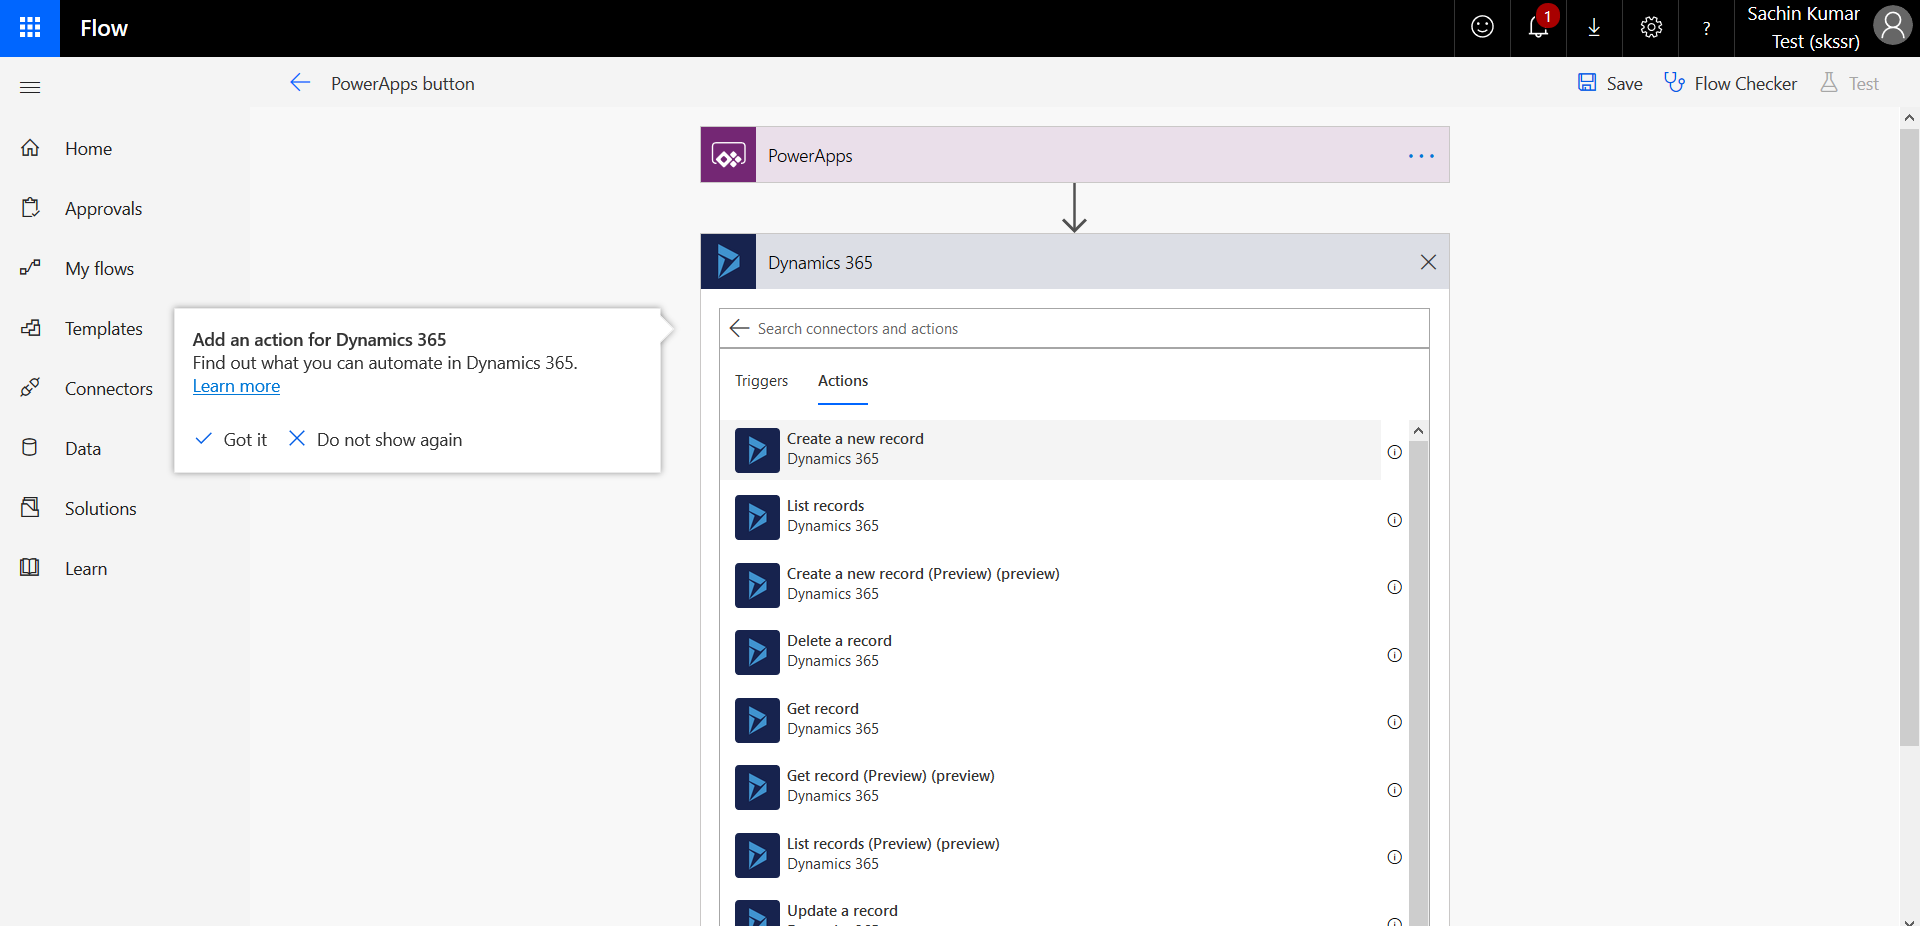 Flow
1
?
Sachin Kumar
Test (skssr)
PowerApps button
Save
Flow Checker
Test
Home
Approvals
My flows
Templates
Connectors
Data
Solutions
Learn
PowerApps
Dynamics 365
Add an action for Dynamics 365
Find out what you can automate in Dynamics 365.
Learn more
Got it
Do not show again
Search connectors and actions
Triggers
Actions
Create a new record
Dynamics 365
List records
Dynamics 365
Create a new record (Preview) (preview)
Dynamics 365
Delete a record
Dynamics 365
Get record
Dynamics 365
Get record (Preview) (preview)
Dynamics 365
List records (Preview) (preview)
Dynamics 365
Update a record